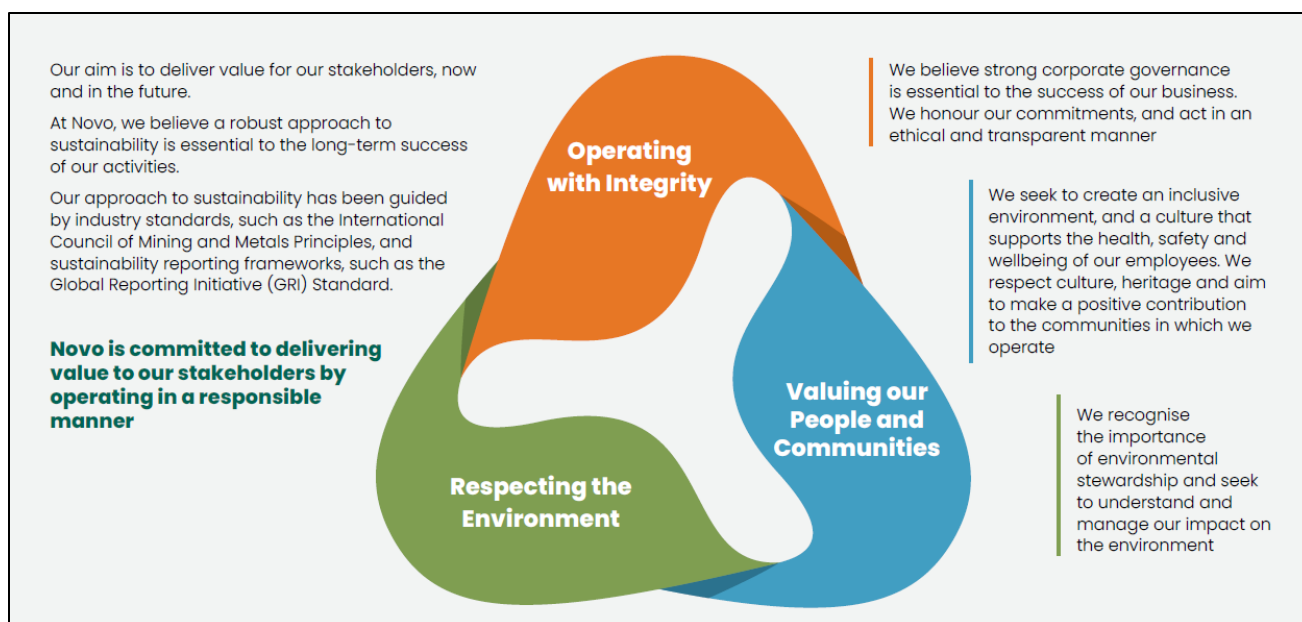 Our aim is to deliver value for our stakeholders, now
and in the future.
At Novo, we believe a robust approach to
sustainability is essential to the long-term success
of our activities.
Our approach to sustainability has been guided
by industry standards, such as the International
Council of Mining and Metals Principles, and
sustainability reporting frameworks, such as the
Global Reporting Initiative (GRI) Standard.
Novo is committed to delivering
value to our stakeholders by
operating in a responsible
manner
Operating
with Integrity
Valuing our
People and
Communities
Respecting the
Environment
We believe strong corporate governance
is essential to the success of our business.
We honour our commitments, and act in an
ethical and transparent manner
We seek to create an inclusive
environment, and a culture that
supports the health, safety and
wellbeing of our employees. We
respect culture, heritage and aim
to make a positive contribution
to the communities in which we
operate
We recognise
the importance
of environmental
stewardship and seek
to understand and
manage our impact on
the environment